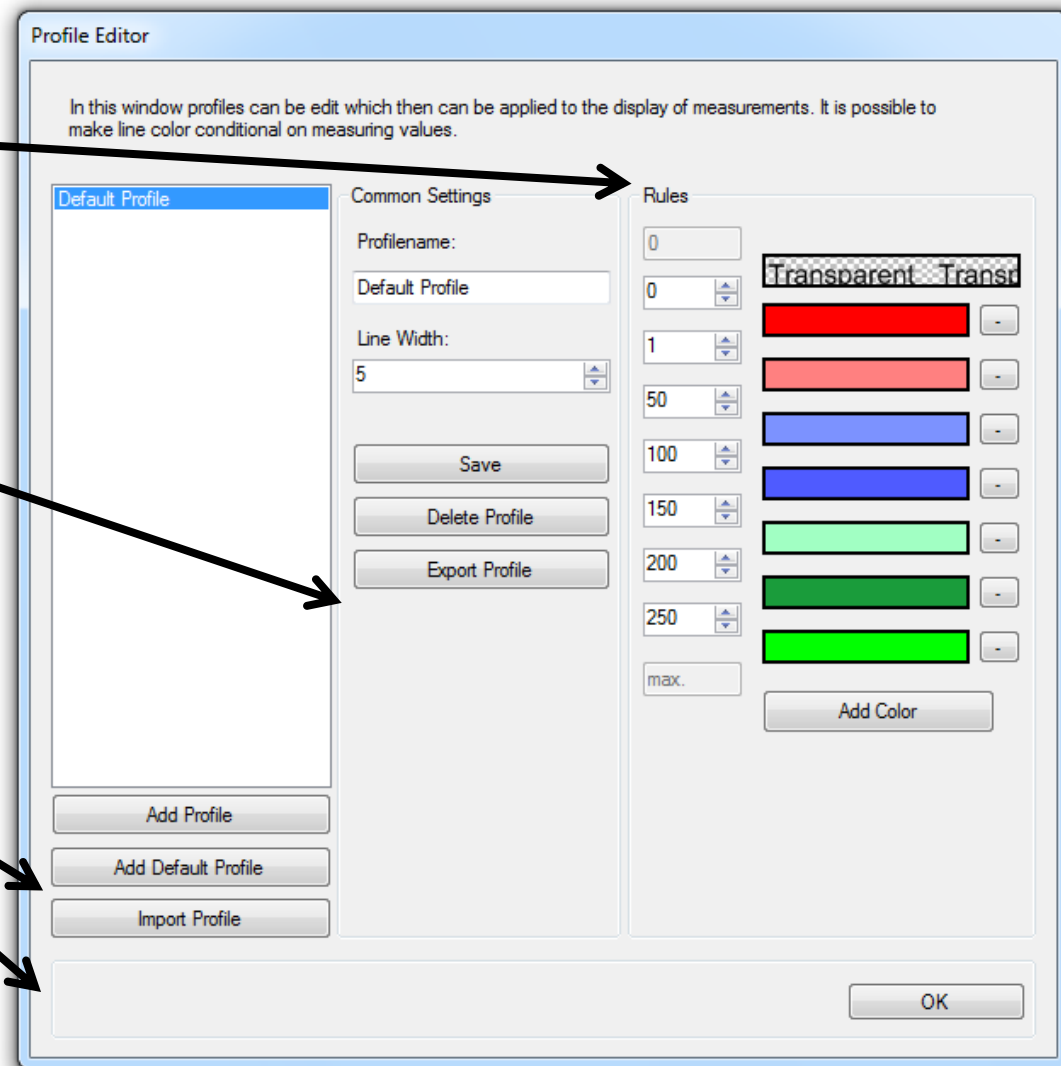 Profile Editor
In this window profiles can be edit which then can be applied to the display of measurements. It is possible to
make line color conditional on measuring values.
Default Profile
Add Profile
Add Default Profile
Import Profile
Common Settings
Profilename:
Default Profile
Line Width:
5
Save
Delete Profile
Export Profile
Rules
0
Transparent Transp
0
-
1
-
50
-
100
-
150
-
200
-
250
-
max.
Add Color
OK